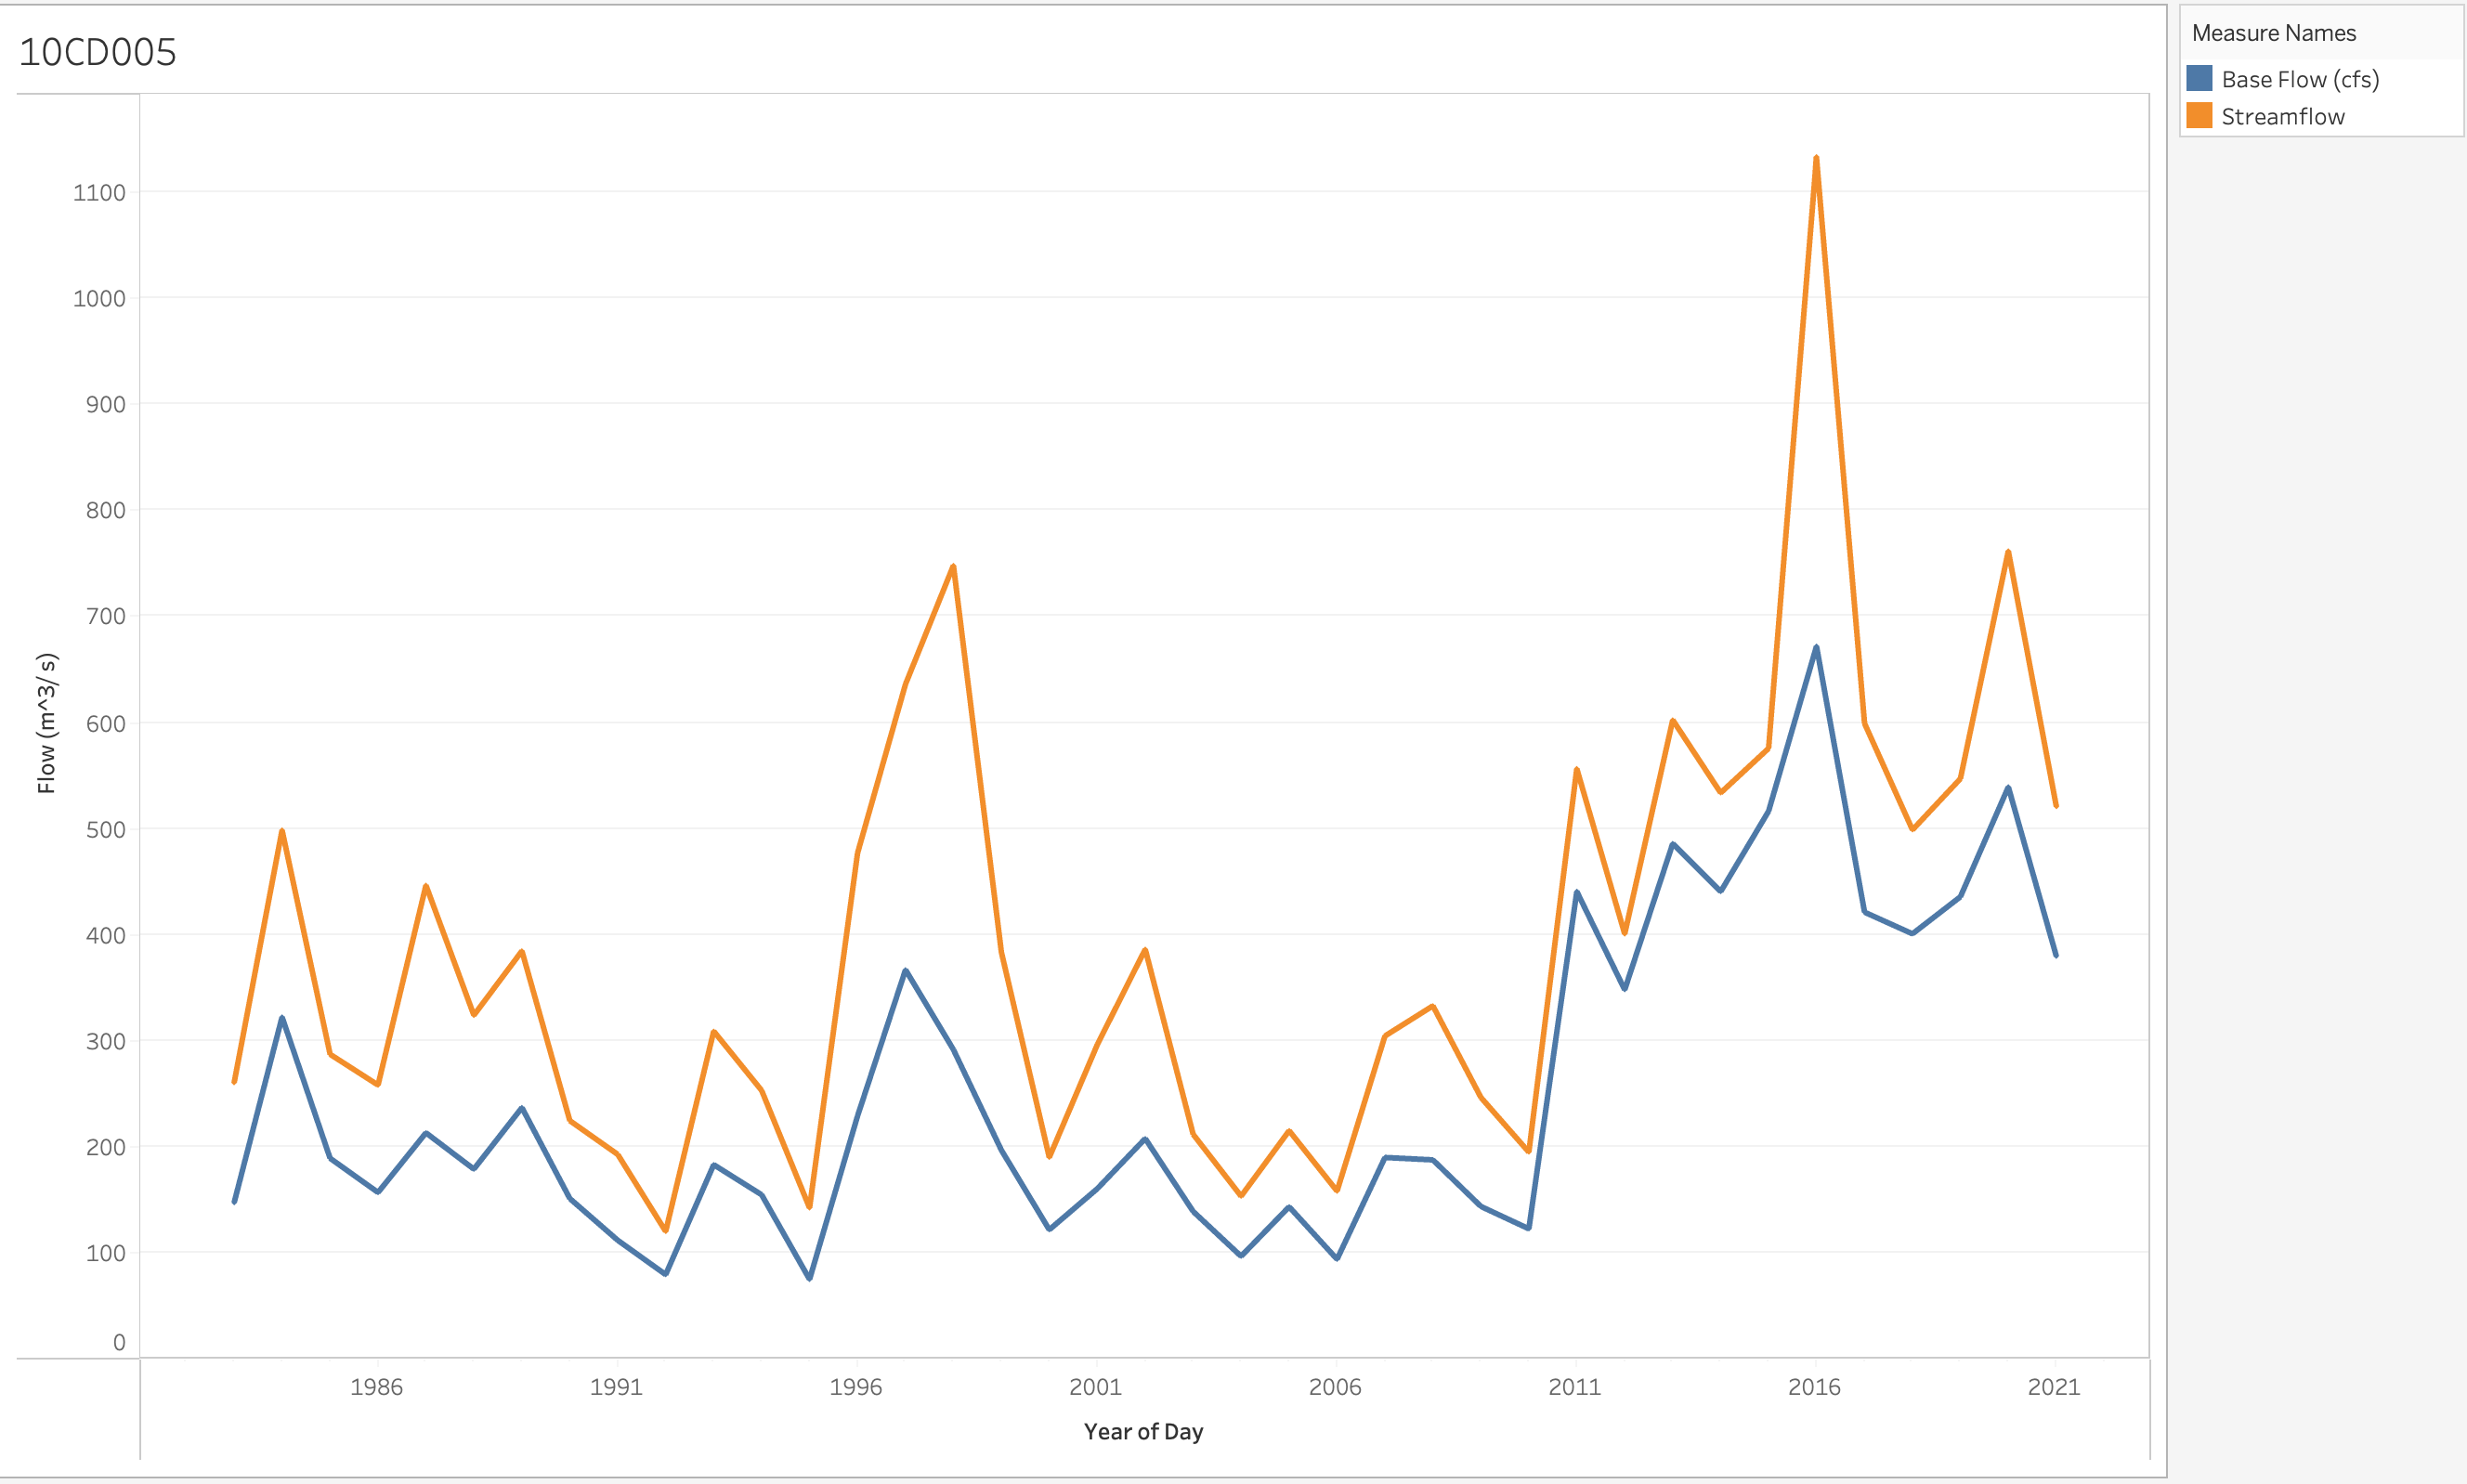 10CD005
Measure Names
Base Flow (cfs)
Streamflow
1100
1000
900
800
700
600
500
400
300
200
100
0
Flow (m^3/s)
1986 1991 1996 2001 2006 2011 2016 2021
Year of Day